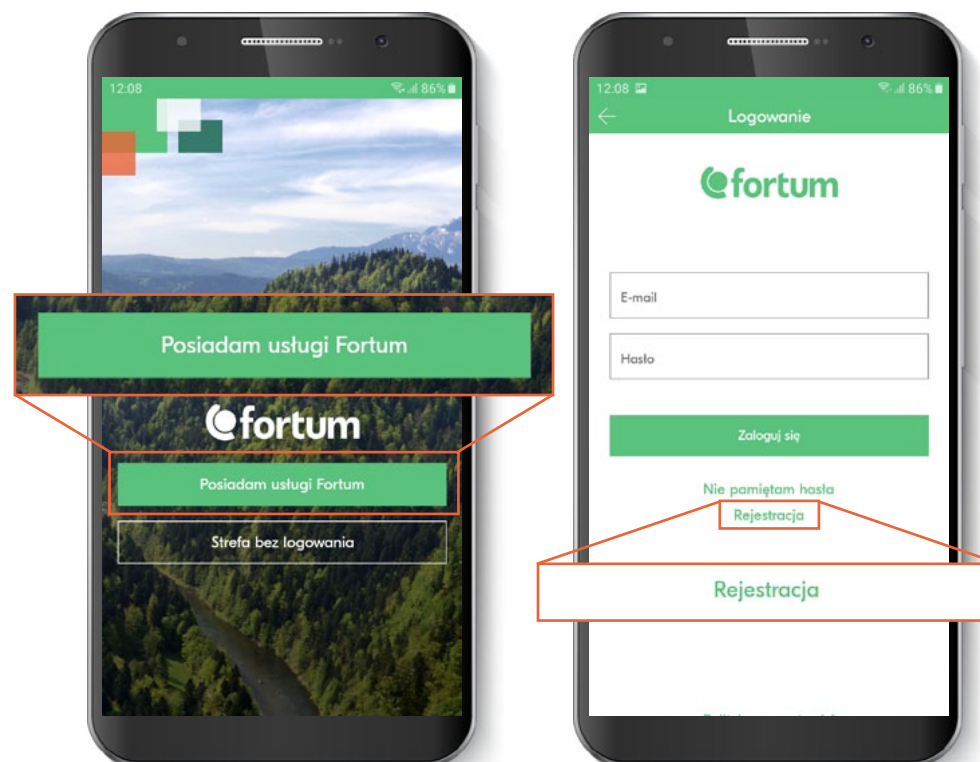 12:08
86%
Posiadam usługi Fortum
fortum
Posiadam usługi Fortum
Strefa bez logowania
12:08
86%
Logowanie
fortum
E-mail
Hasło
Zaloguj się
Nie pamiętam hasła
Rejestracja
Rejestracja